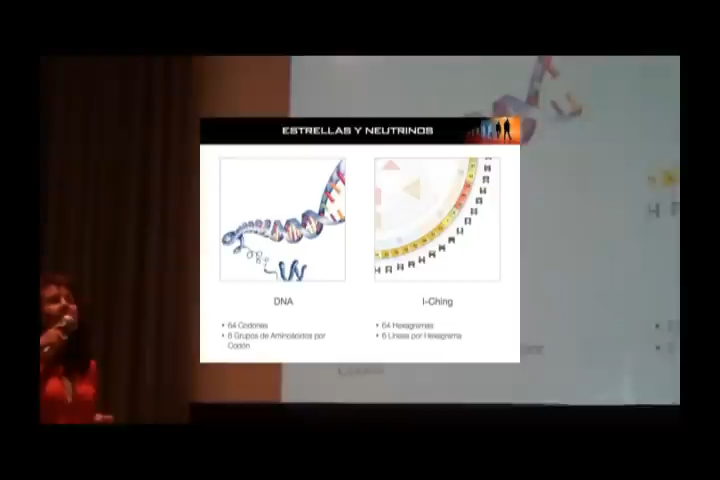 ESTRELLAS Y NEUTRINOS
DNA
I-Ching
• 64 Codones
• 6 Grupos de Aminoácidos por
Codón
• 64 Hexagramas
• 6 Líneas por Hexagrama